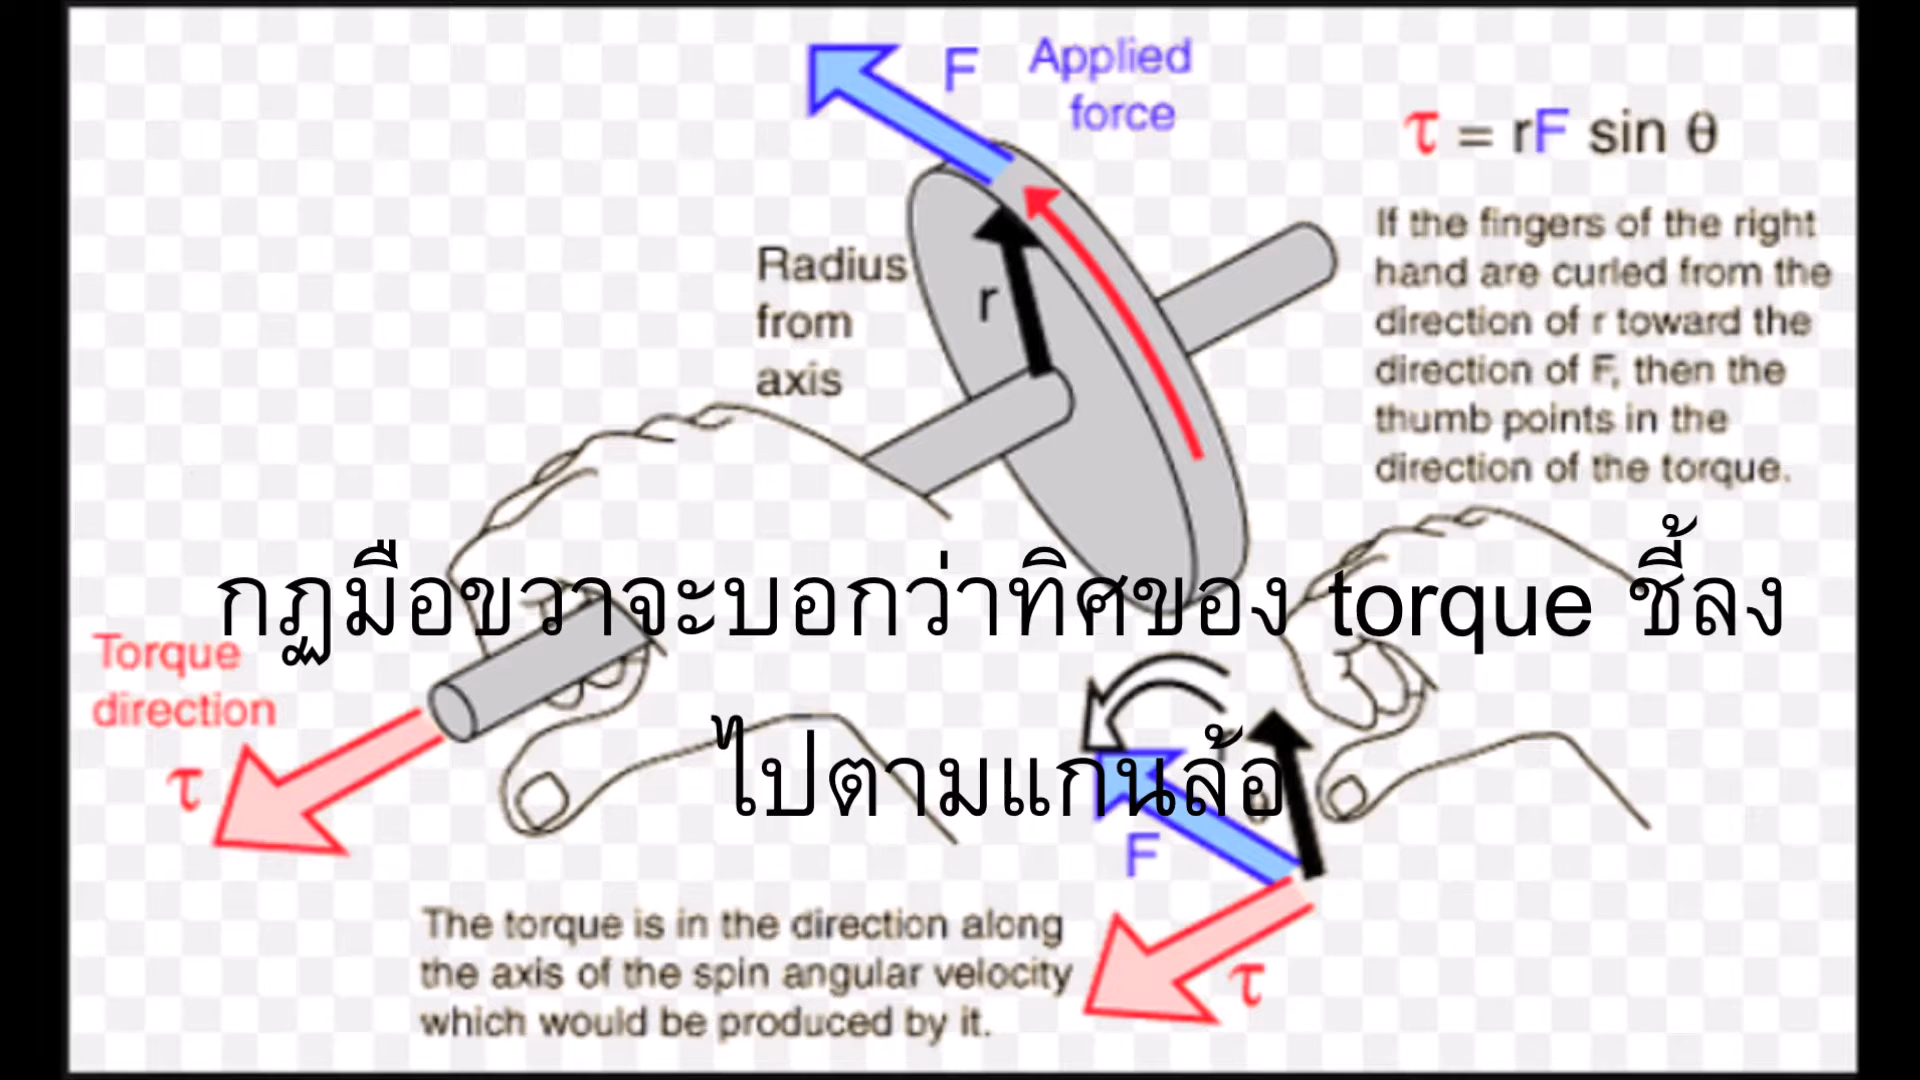 F
Applied
force
τ = rF sin θ
Radius
from
axis
r
If the fingers of the right
hand are curled from the
direction of r toward the
direction of F, then the
thumb points in the
direction of the torque.
กฏมือขวาจะบอกว่าทิศของ torque ชี้ลง
ไปตามแกนล้อ
Torque
direction
τ
F
τ
The torque is in the direction along
the axis of the spin angular velocity
which would be produced by it.